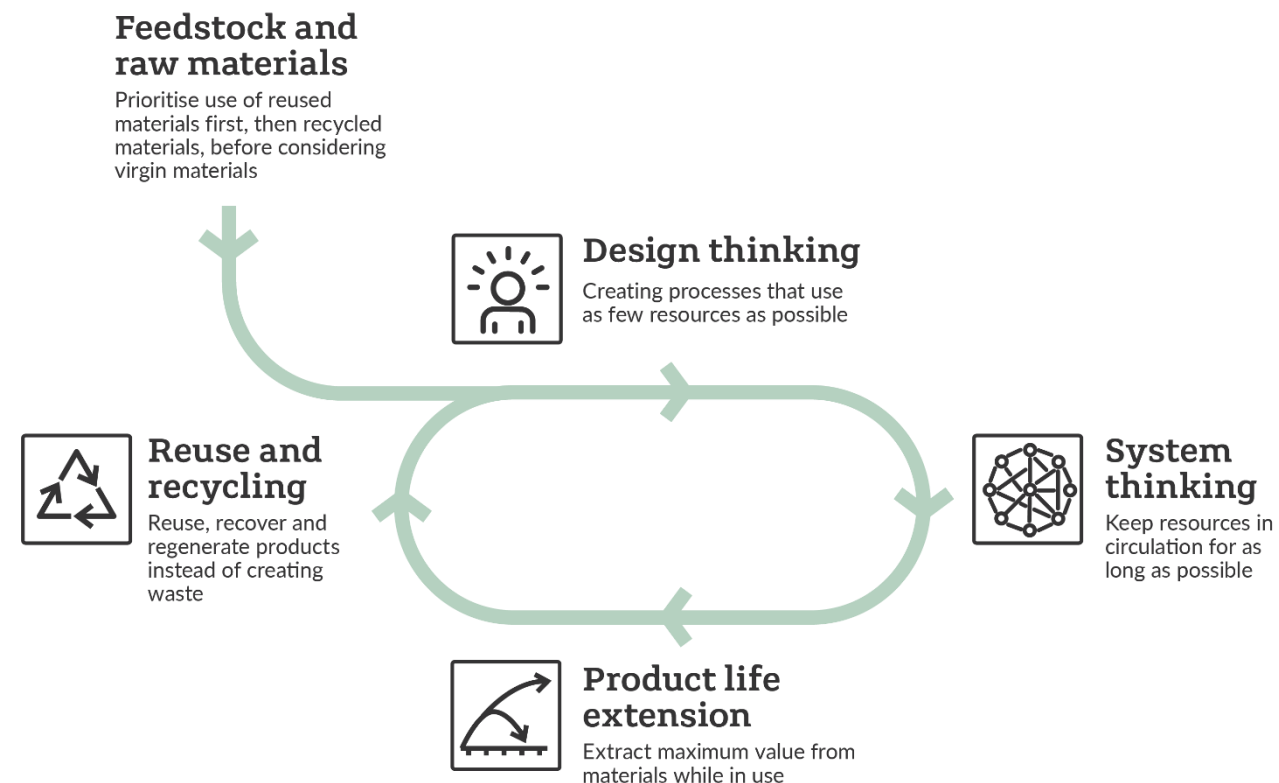 Feedstock and
raw materials
Prioritise use of reused
materials first, then recycled
materials, before considering
virgin materials
Design thinking
Creating processes that use
as few resources as possible
Reuse and
recycling
Reuse, recover and
regenerate products
instead of creating
waste
System
thinking
Keep resources in
circulation for as
long as possible
Product life
extension
Extract maximum value from
materials while in use